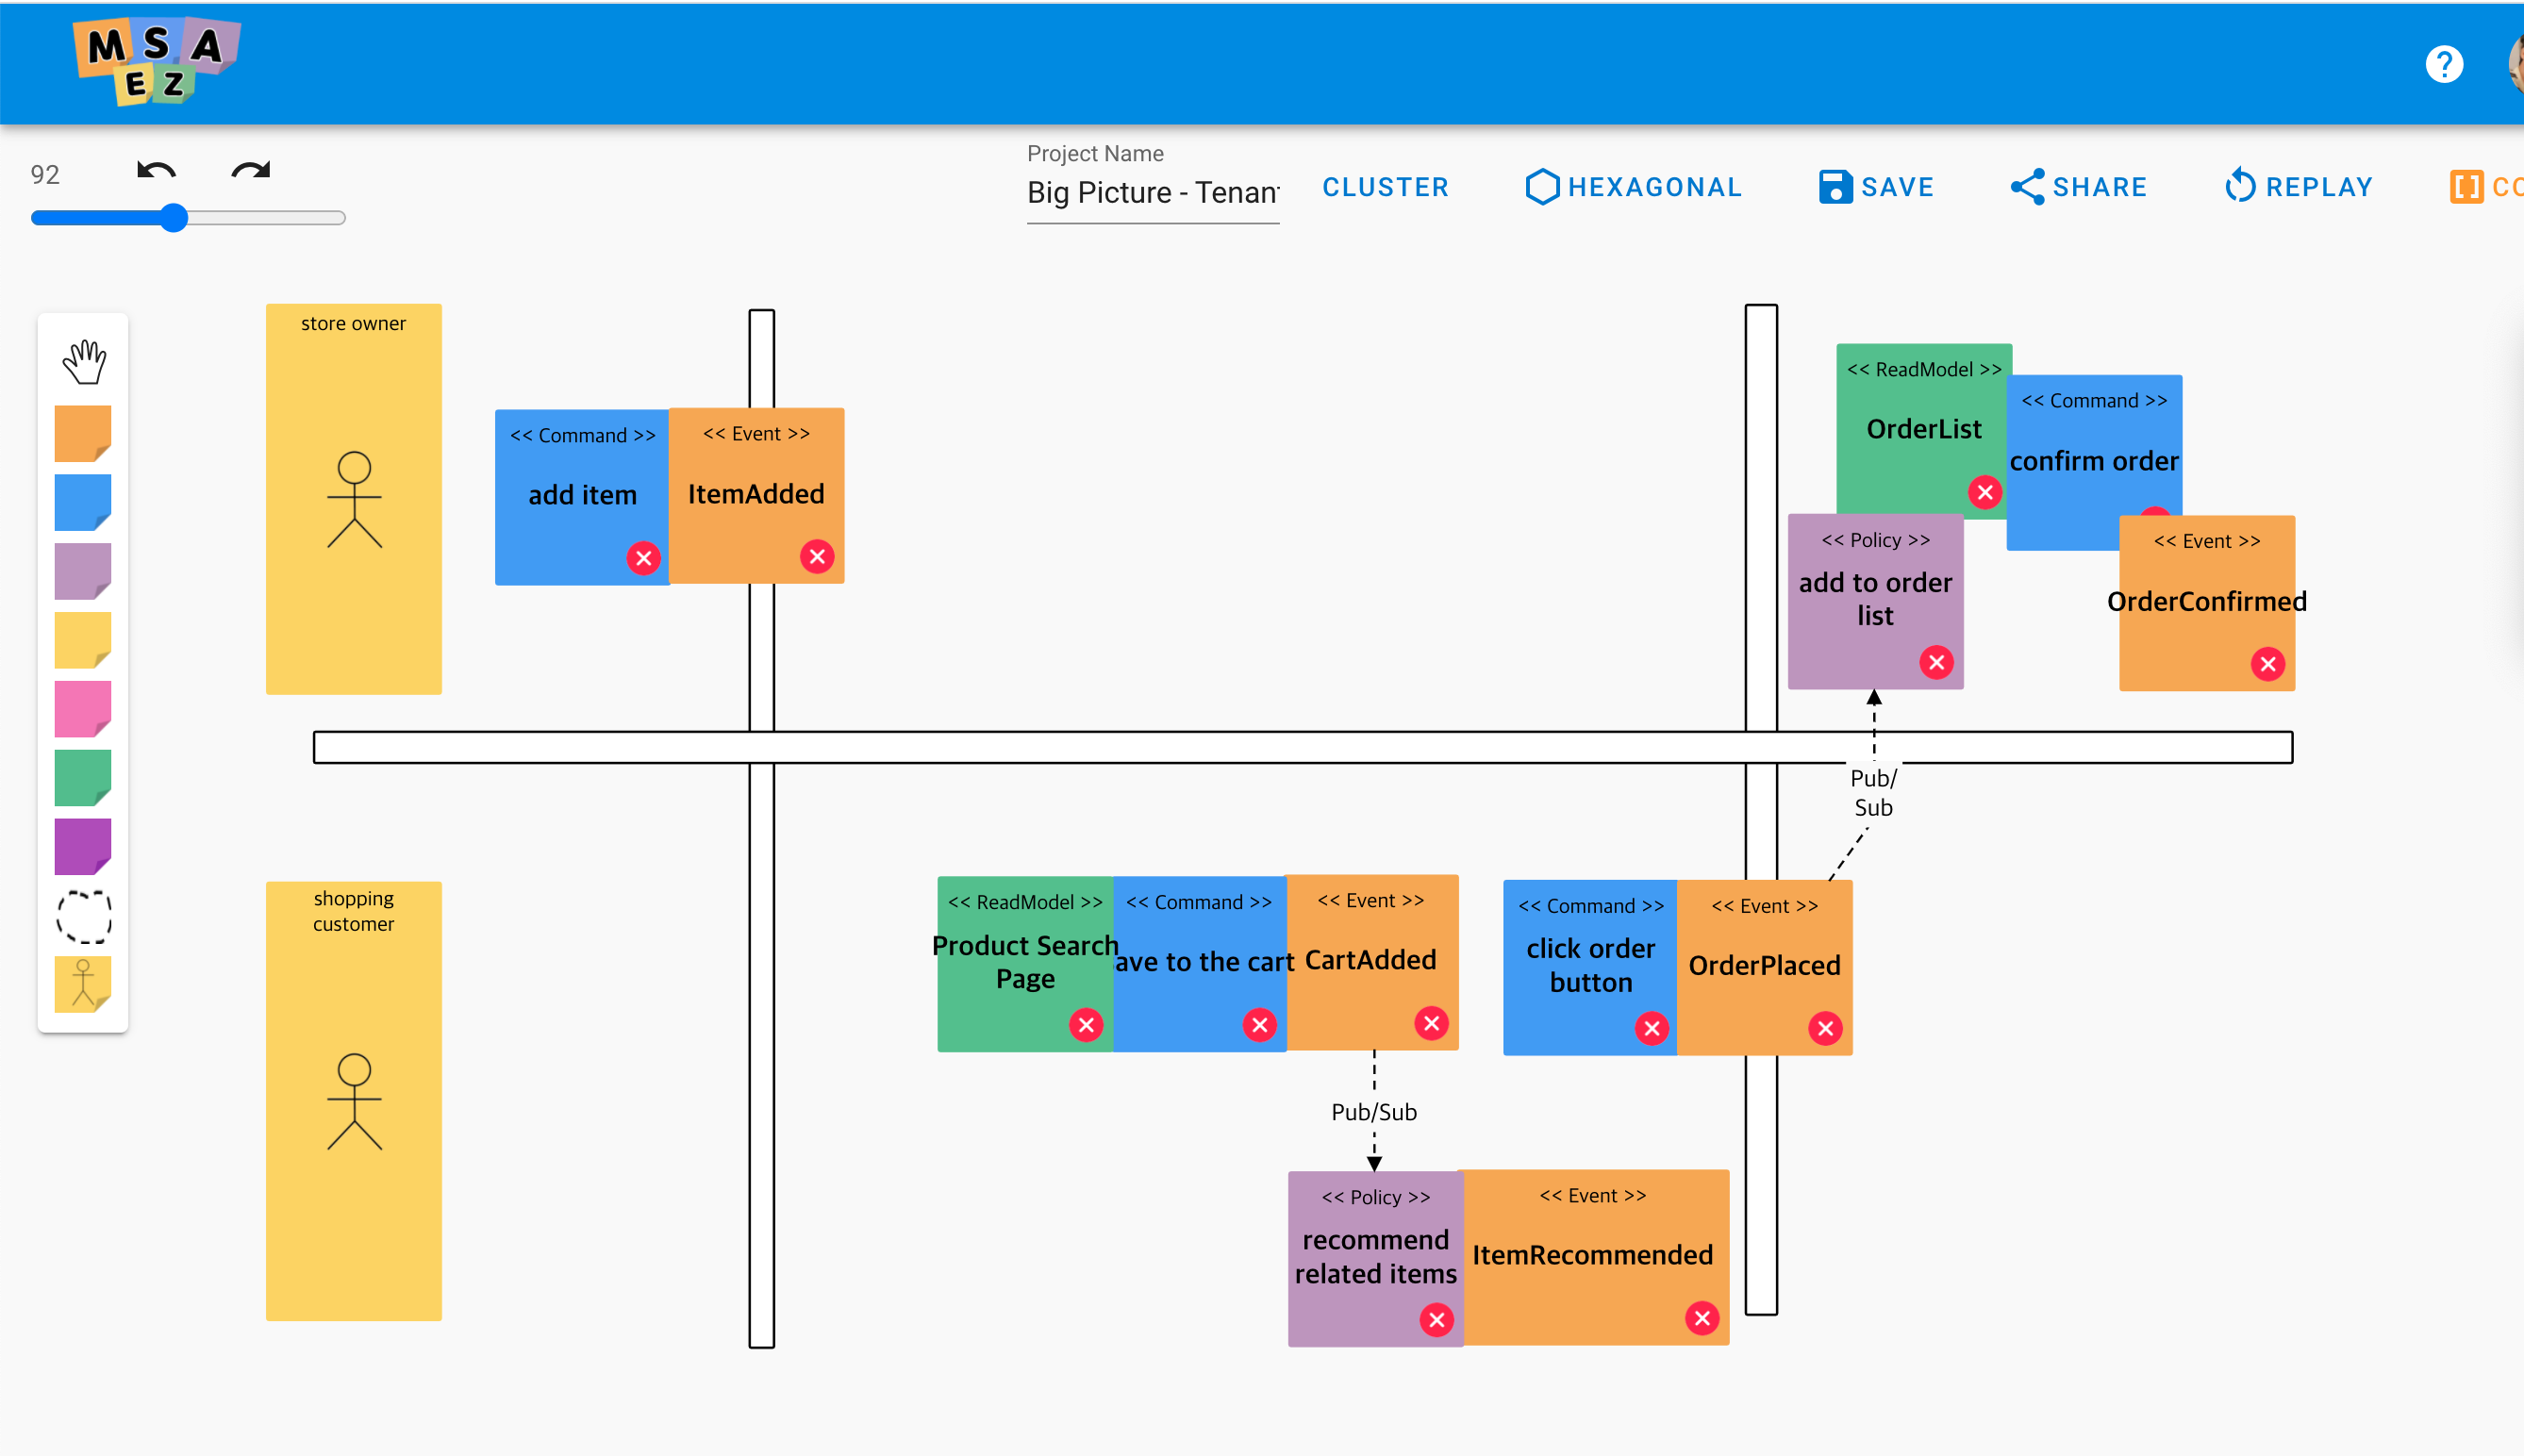 MSA
EZ
92
Project Name
Big Picture - Tenan
CLUSTER
HEXAGONAL
SAVE
SHARE
REPLAY
store owner
<< Command >>
add item
<< Event >>
ItemAdded
<< ReadModel >>
OrderList
<< Command >>
confirm order
<< Policy >>
add to order
list
<< Event >>
OrderConfirmed
Pub/
Sub
shopping
customer
<< ReadModel >>
Product Search
Page
<< Command >>
ave to the cart
<< Event >>
CartAdded
<< Command >>
click order
button
<< Event >>
OrderPlaced
Pub/Sub
<< Policy >>
recommend
related items
<< Event >>
ItemRecommended